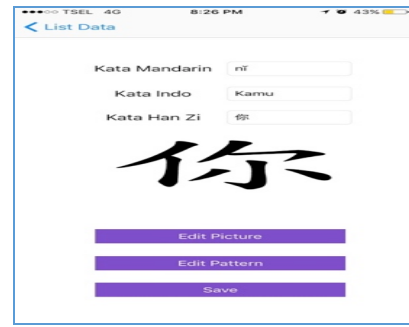 TSEL 4G 8:26 PM 43%
List Data
Kata Mandarin nǐ
Kata Indo Kamu
Kata Han Zi 你
你
Edit Picture
Edit Pattern
Save